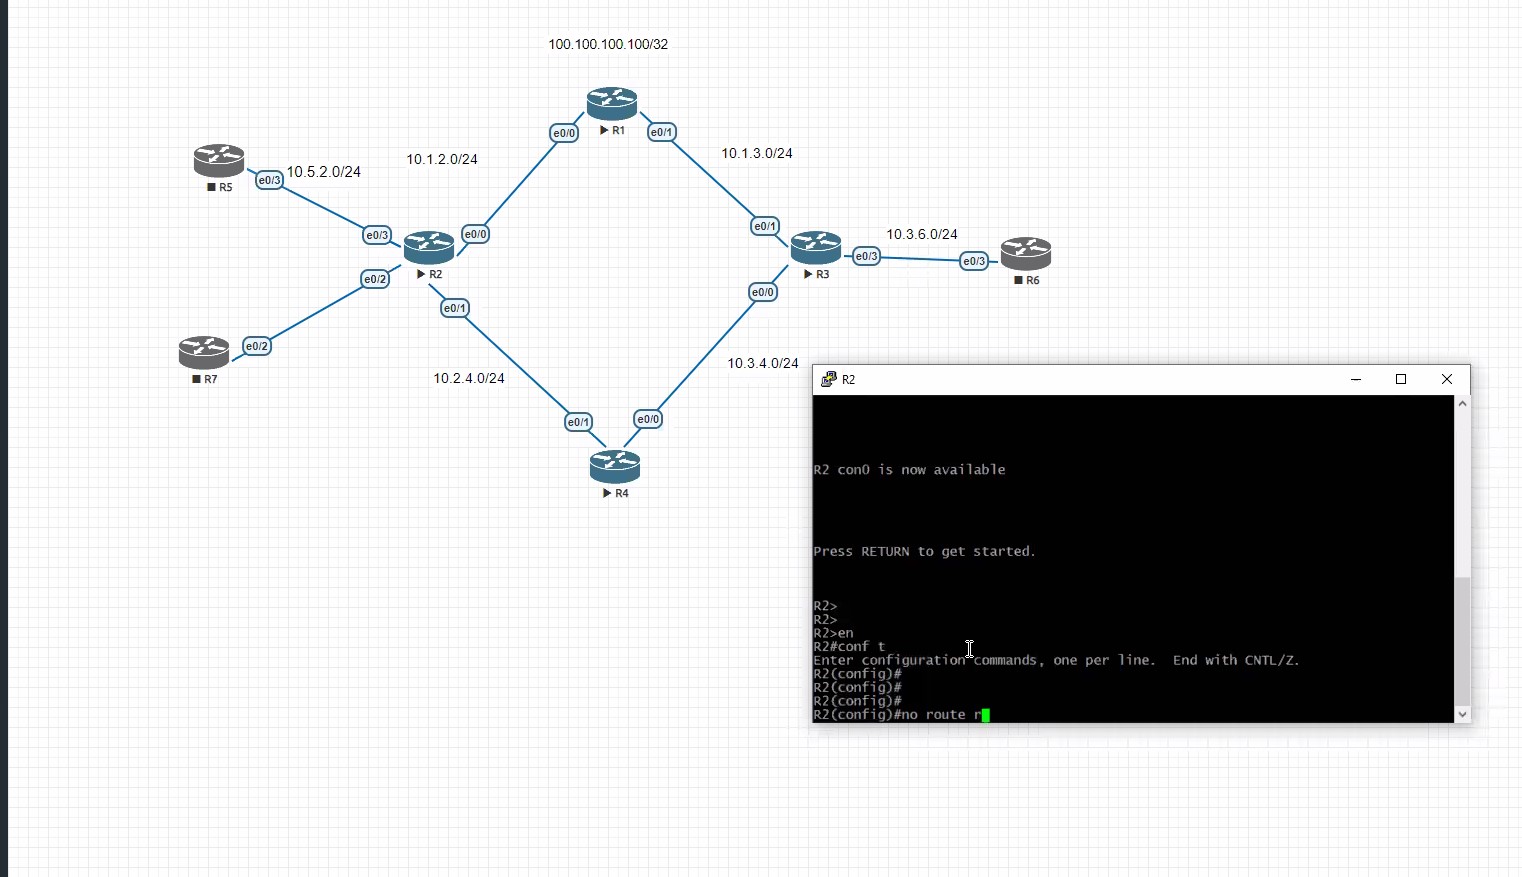 100.100.100.100/32
R1
e0/0
e0/1
10.1.2.0/24
10.1.3.0/24
R5
e0/3
10.5.2.0/24
e0/3
e0/0
R2
e0/2
e0/1
e0/1
R3
e0/3
10.3.6.0/24
e0/3
R6
e0/0
R7
e0/2
10.2.4.0/24
10.3.4.0/24
e0/1
e0/0
R4
R2
R2 con0 is now available
Press RETURN to get started.
R2>
R2>
R2>en
R2#conf t
Enter configuration commands, one per line.  End with CNTL/Z.
R2(config)#
R2(config)#
R2(config)#
R2(config)#no route r